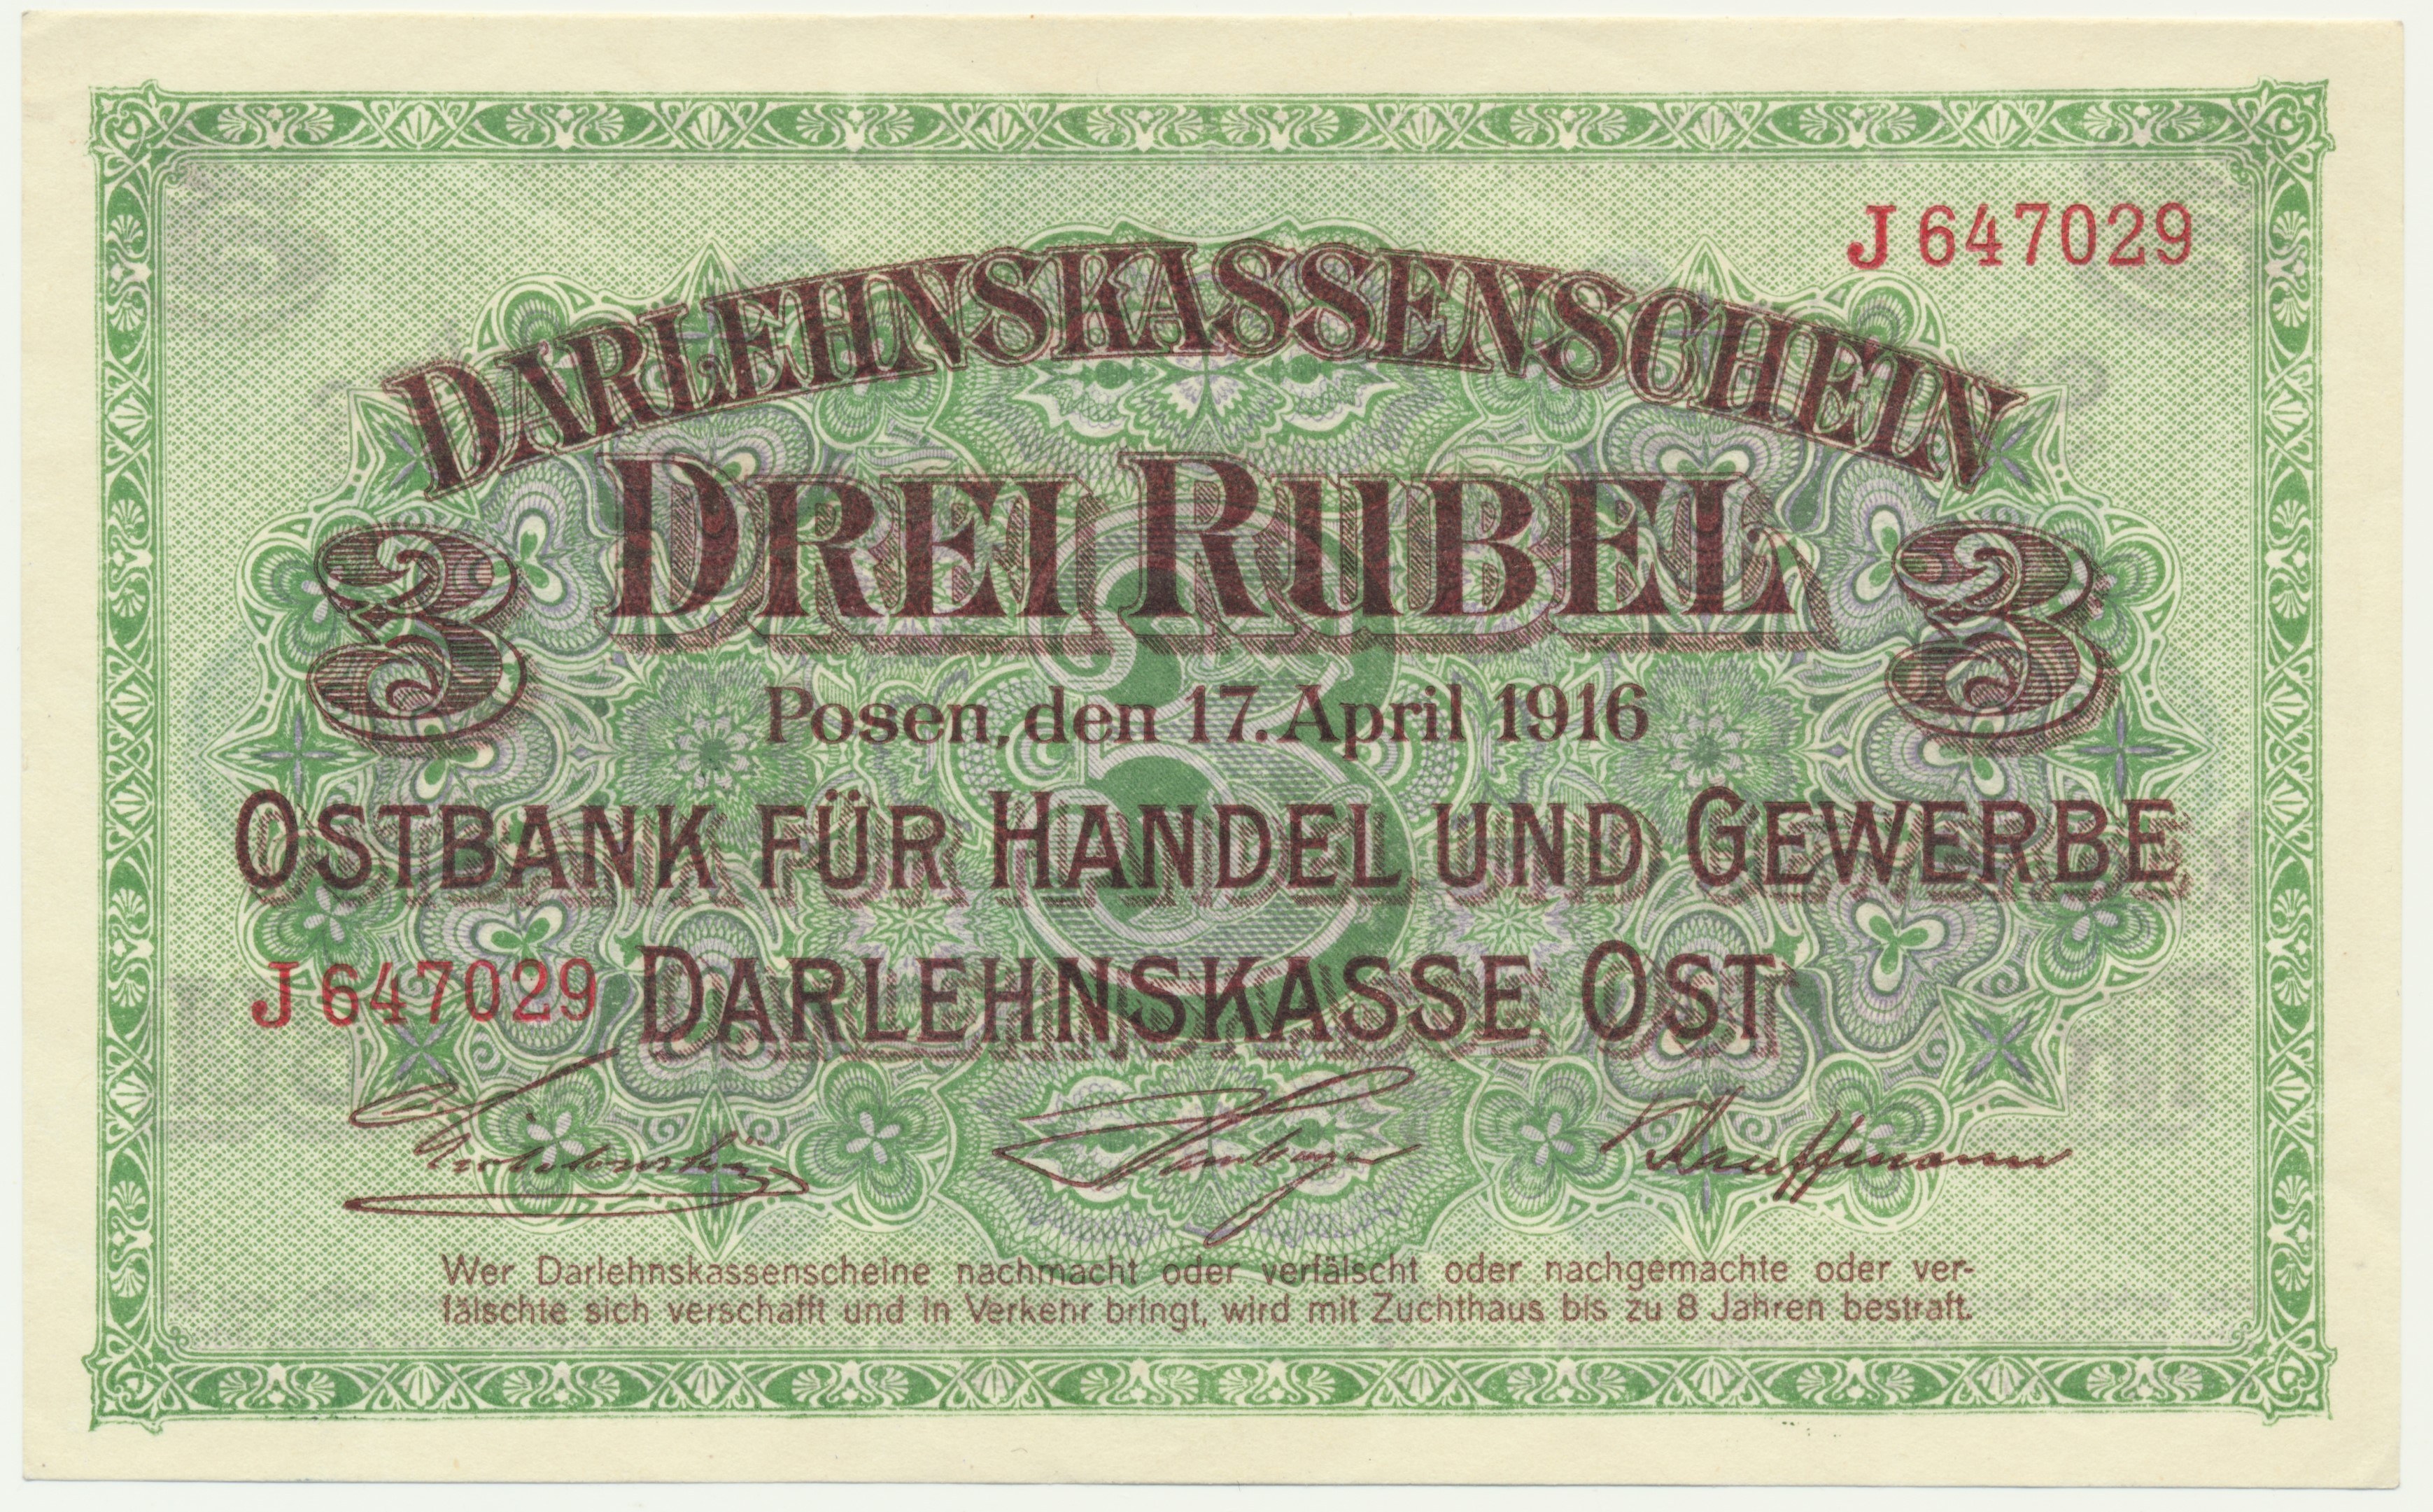 J 647029
DARLEHNSKASSENSCHEIN
3 DREI RUBEL 3
Posen, den 17. April 1916
OSTBANK FÜR HANDEL UND GEWERBE
J 647029 DARLEHNSKASSE OST
Kauffmann
Wer Darlehnskassenscheine nachmacht oder verfälscht oder nachgemachte oder ver-
fälschte sich verschafft und in Verkehr bringt, wird mit Zuchthaus bis zu 8 Jahren bestraft.